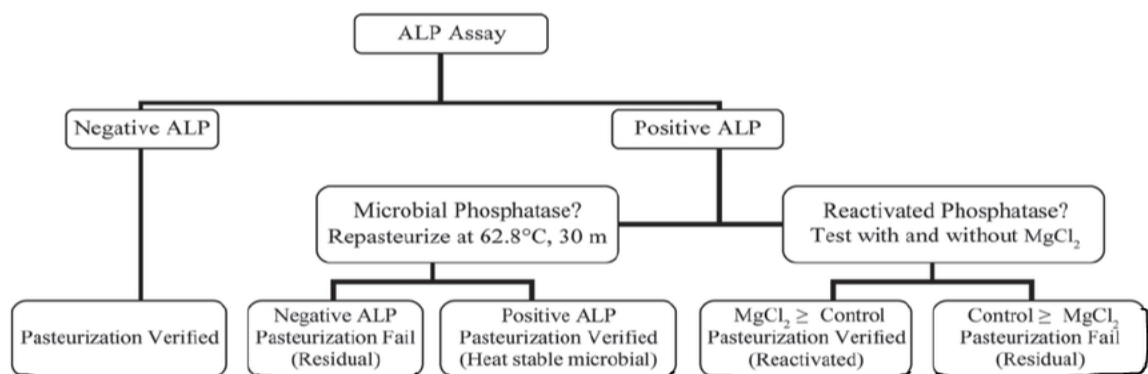 ALP Assay
Negative ALP
Positive ALP
Microbial Phosphatase?
Repasteurize at 62.8°C, 30 m
Reactivated Phosphatase?
Test with and without MgCl₂
Pasteurization Verified
Negative ALP
Pasteurization Fail
(Residual)
Positive ALP
Pasteurization Verified
(Heat stable microbial)
MgCl₂ ≥ Control
Pasteurization Verified
(Reactivated)
Control ≥ MgCl₂
Pasteurization Fail
(Residual)